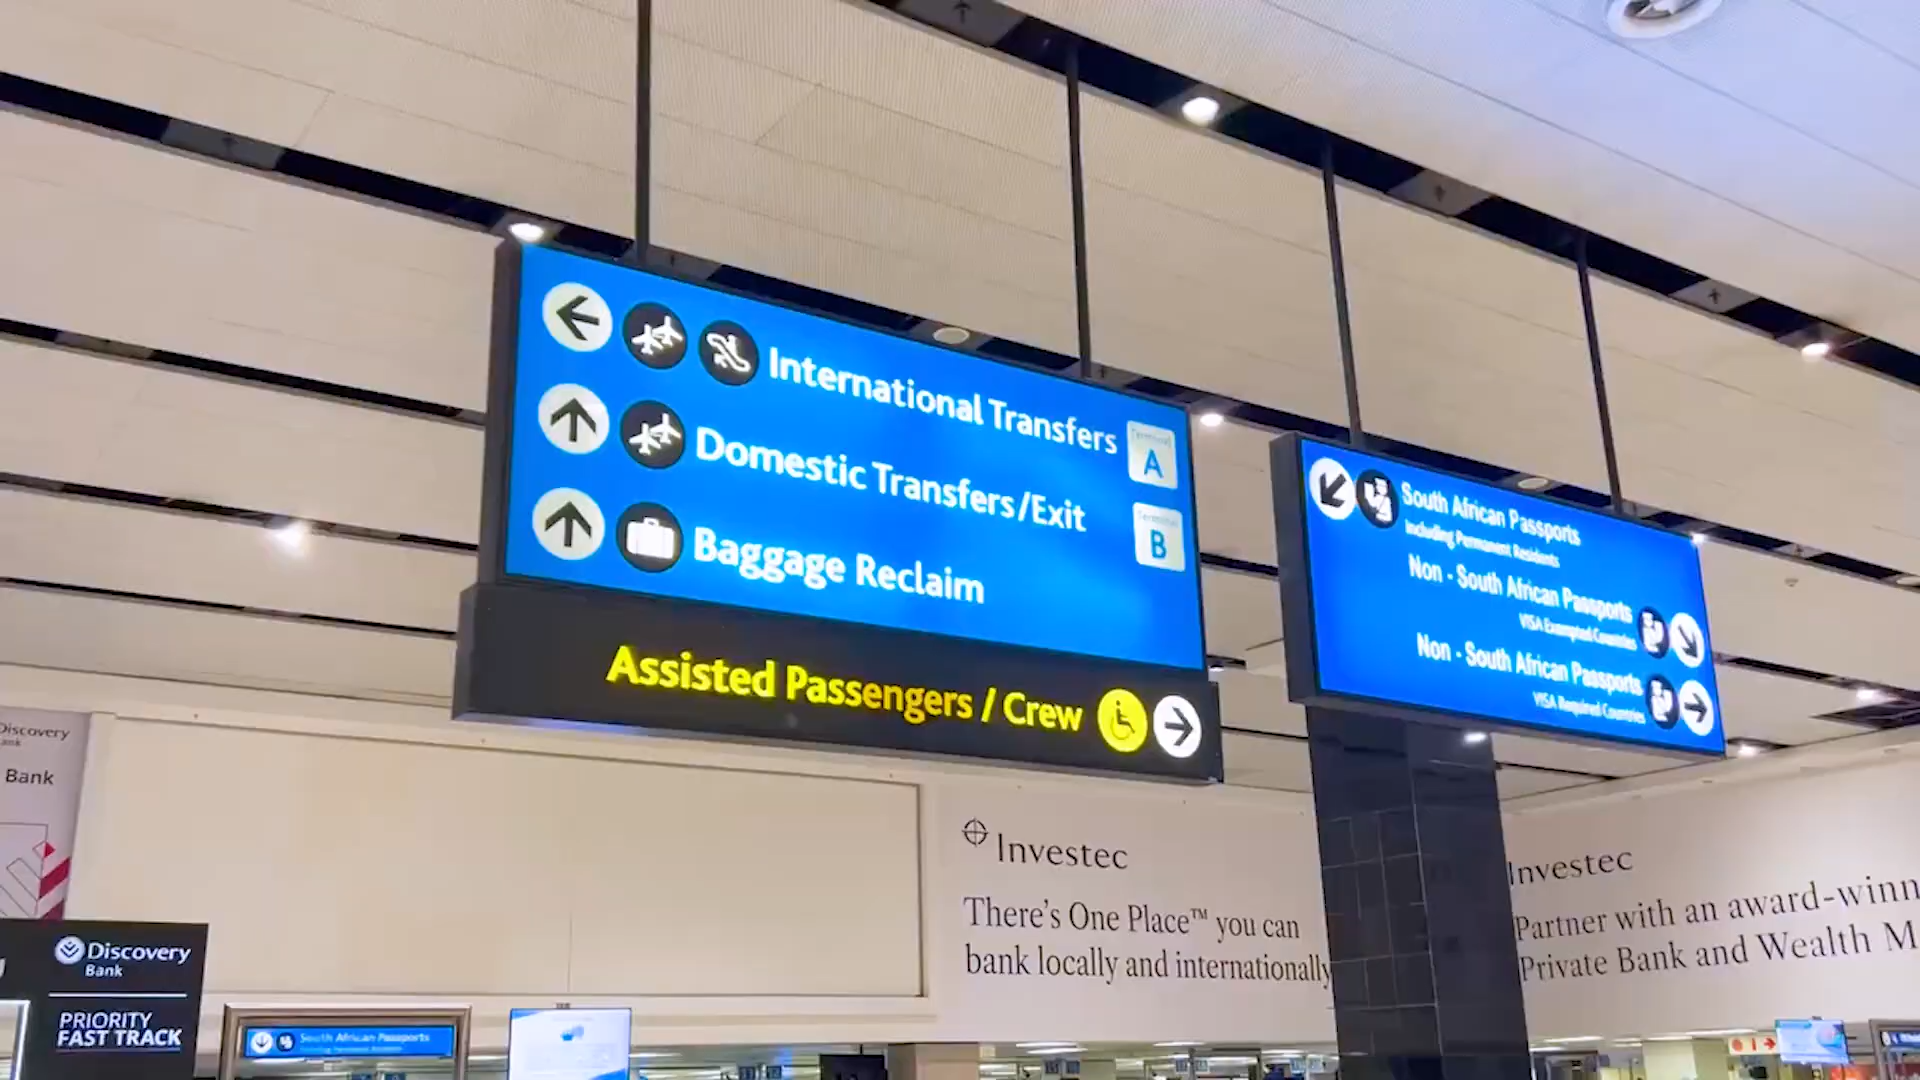 International Transfers
Terminal
A
Domestic Transfers/Exit
Terminal
B
Baggage Reclaim
Assisted Passengers / Crew
South African Passports
Including Permanent Residents
Non - South African Passports
VISA Exempted Countries
Non - South African Passports
VISA Required Countries
Discovery
Bank
Discovery
Bank
PRIORITY
FAST TRACK
South African Passports
Investec
There's One Place™ you can
bank locally and internationally
Investec
Partner with an award-winn
Private Bank and Wealth M